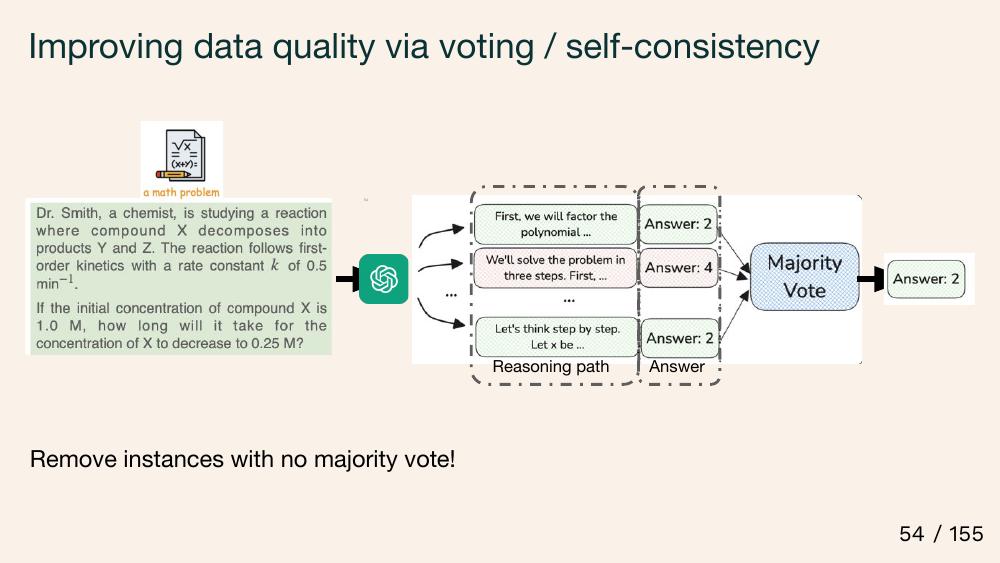 Improving data quality via voting / self-consistency
√x
(x+y)=
a math problem
Dr. Smith, a chemist, is studying a reaction
where compound X decomposes into
products Y and Z. The reaction follows first-
order kinetics with a rate constant k of 0.5
min⁻¹.
If the initial concentration of compound X is
1.0 M, how long will it take for the
concentration of X to decrease to 0.25 M?
First, we will factor the
polynomial ...
Answer: 2
We'll solve the problem in
three steps. First, ...
Answer: 4
...
...
Let's think step by step.
Let x be ...
Answer: 2
Reasoning path
Answer
Majority
Vote
Answer: 2
Remove instances with no majority vote!
54 / 155